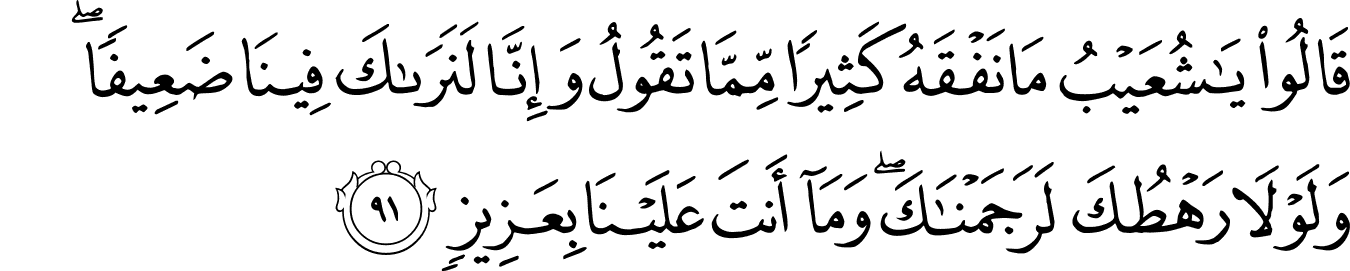 قَالُوا۟ يَـٰشُعَيْبُ مَا نَفْقَهُ كَثِيرًا مِّمَّا تَقُولُ وَإِنَّا لَنَرَىٰكَ فِينَا ضَعِيفًا ۖ
وَلَوْلَا رَهْطُكَ لَرَجَمْنَـٰكَ ۖ وَمَآ أَنتَ عَلَيْنَا بِعَزِيزٍ ٩١